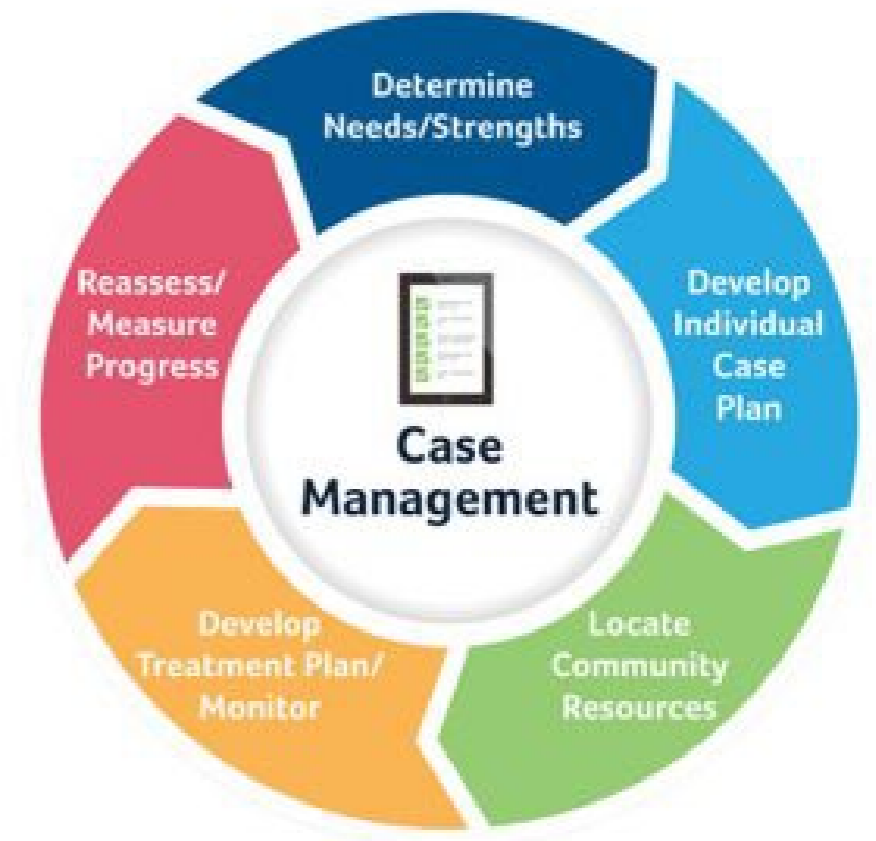 Determine
Needs/Strengths
Develop
Individual
Case
Plan
Locate
Community
Resources
Develop
Treatment Plan/
Monitor
Reassess/
Measure
Progress
Case
Management